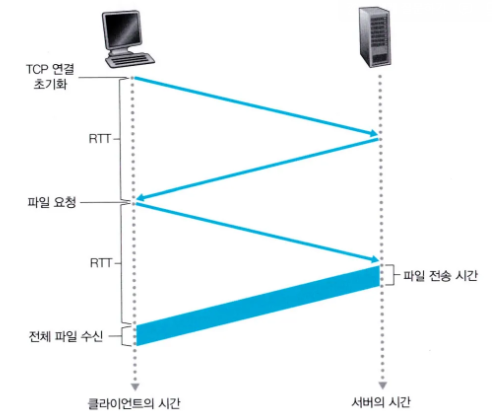 TCP 연결
초기화
RTT
파일 요청
RTT
파일 전송 시간
전체 파일 수신
클라이언트의 시간
서버의 시간